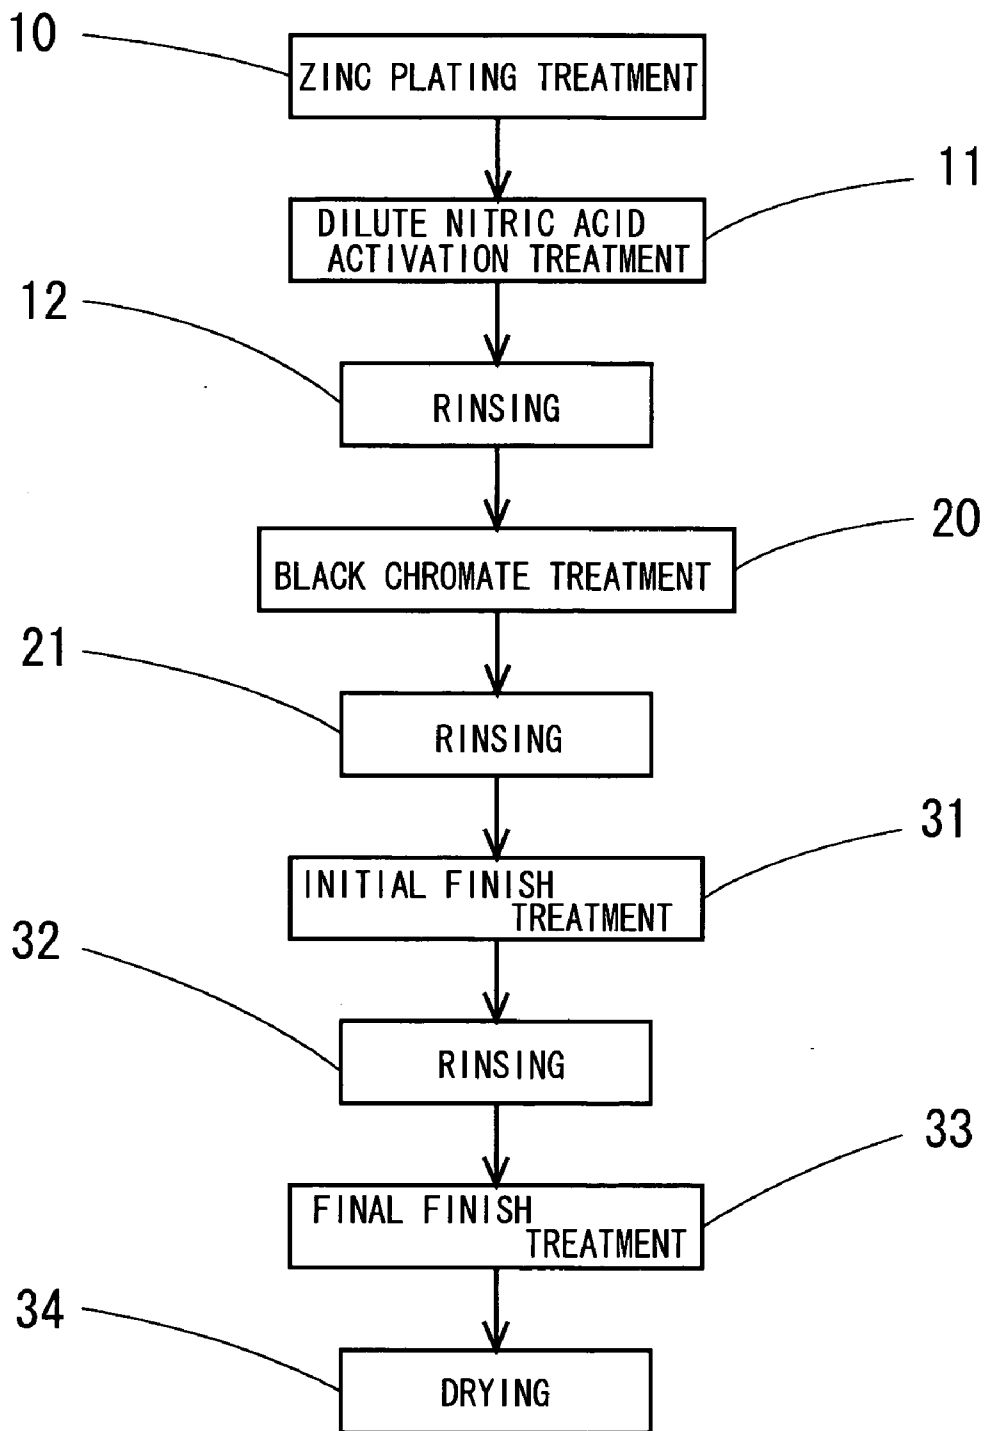 10
ZINC PLATING TREATMENT
11
DILUTE NITRIC ACID
ACTIVATION TREATMENT
12
RINSING
20
BLACK CHROMATE TREATMENT
21
RINSING
31
INITIAL FINISH
TREATMENT
32
RINSING
33
FINAL FINISH
TREATMENT
34
DRYING